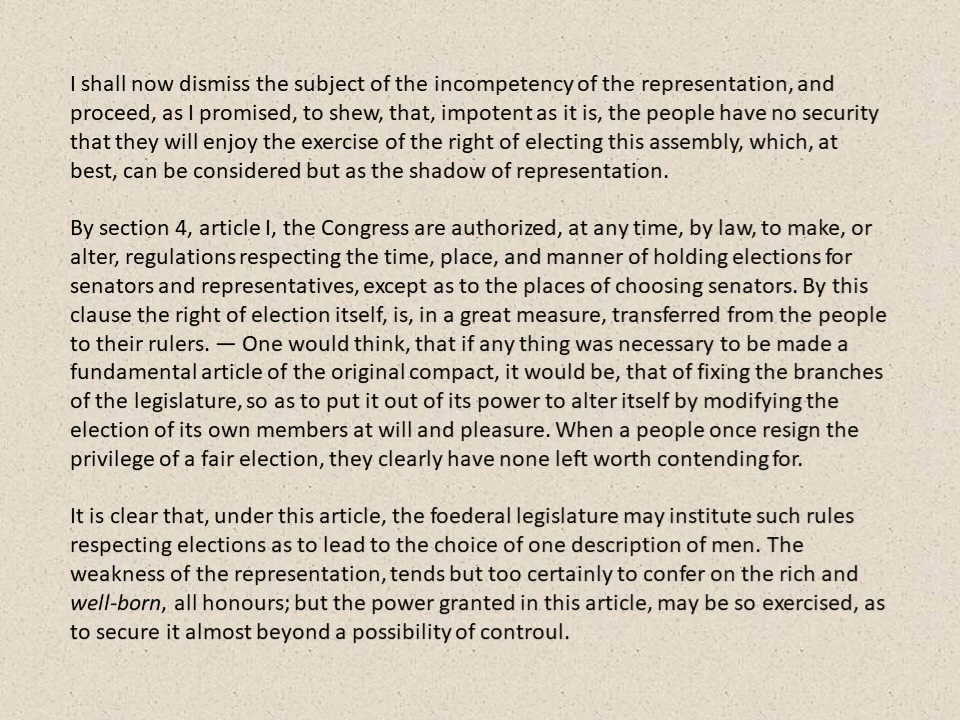 I shall now dismiss the subject of the incompetency of the representation, and
proceed, as I promised, to shew, that, impotent as it is, the people have no security
that they will enjoy the exercise of the right of electing this assembly, which, at
best, can be considered but as the shadow of representation.
By section 4, article I, the Congress are authorized, at any time, by law, to make, or
alter, regulations respecting the time, place, and manner of holding elections for
senators and representatives, except as to the places of choosing senators. By this
clause the right of election itself, is, in a great measure, transferred from the people
to their rulers. — One would think, that if any thing was necessary to be made a
fundamental article of the original compact, it would be, that of fixing the branches
of the legislature, so as to put it out of its power to alter itself by modifying the
election of its own members at will and pleasure. When a people once resign the
privilege of a fair election, they clearly have none left worth contending for.
It is clear that, under this article, the foederal legislature may institute such rules
respecting elections as to lead to the choice of one description of men. The
weakness of the representation, tends but too certainly to confer on the rich and
well-born, all honours; but the power granted in this article, may be so exercised, as
to secure it almost beyond a possibility of controul.